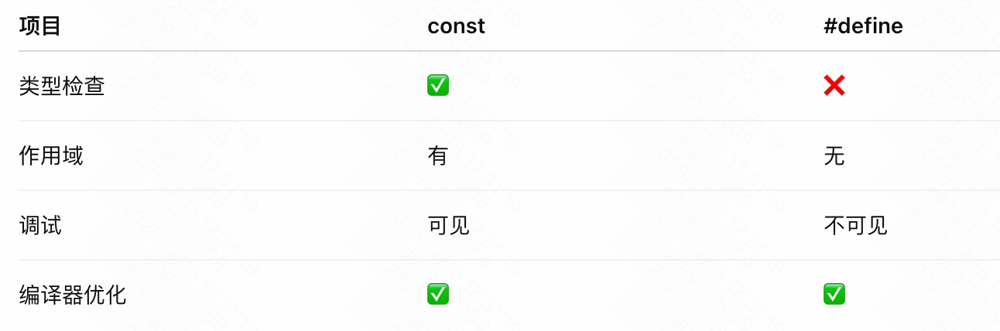 项目 const #define
类型检查 ✅ ❌
作用域 有 无
调试 可见 不可见
编译器优化 ✅ ✅